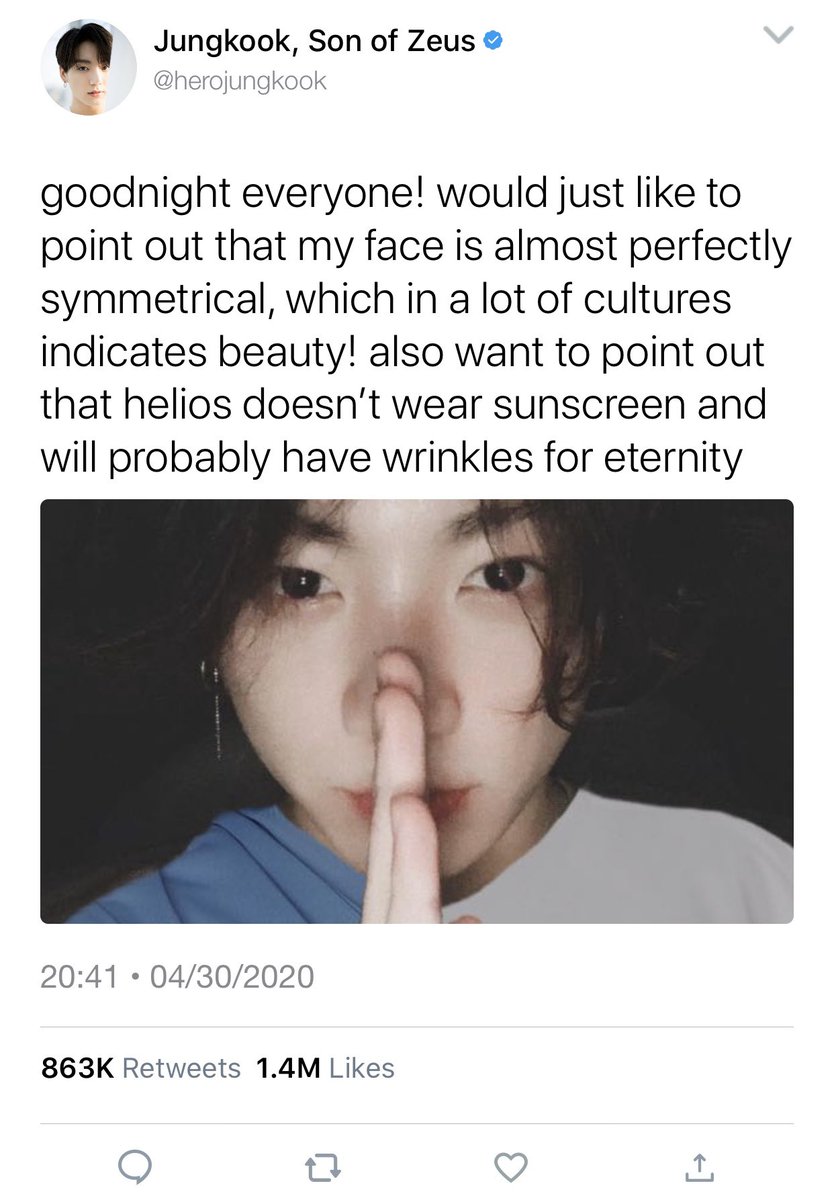 Jungkook, Son of Zeus
@herojungkook
goodnight everyone! would just like to
point out that my face is almost perfectly
symmetrical, which in a lot of cultures
indicates beauty! also want to point out
that helios doesn’t wear sunscreen and
will probably have wrinkles for eternity
20:41 • 04/30/2020
863K Retweets 1.4M Likes